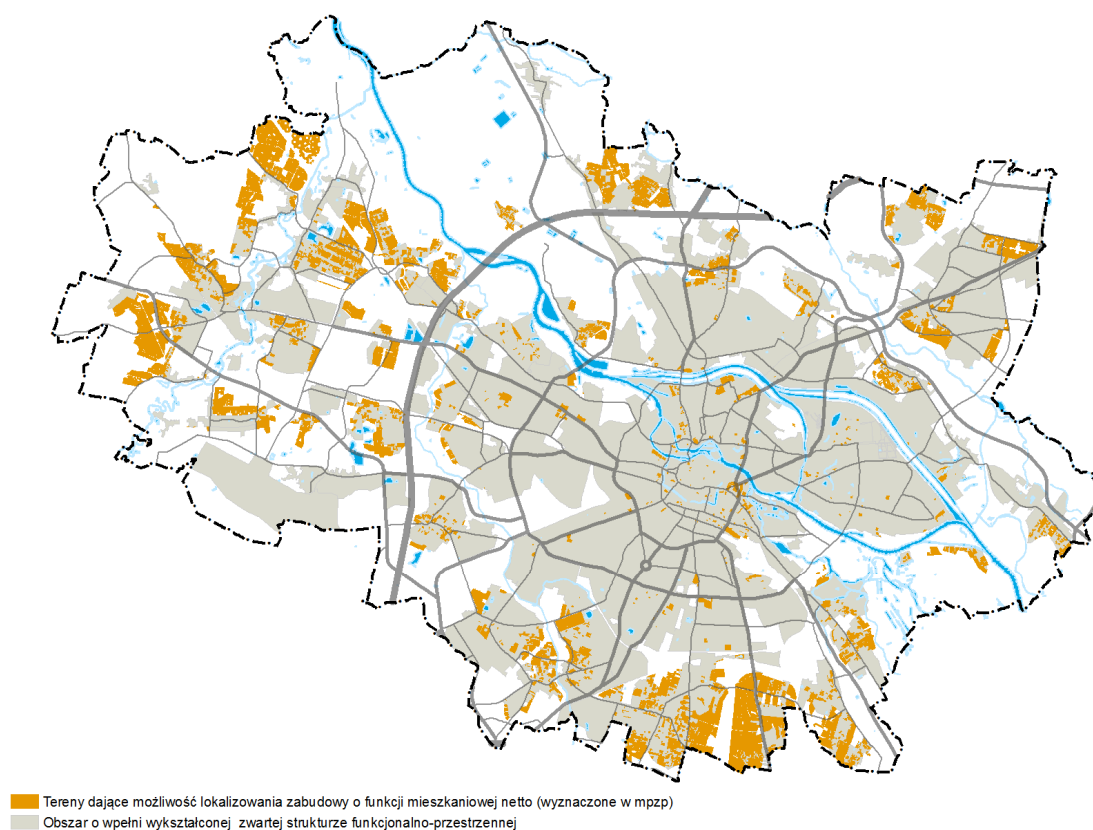 Tereny dające możliwość lokalizowania zabudowy o funkcji mieszkaniowej netto (wyznaczone w mpzp)
Obszar o wpełni wykształconej zwartej strukturze funkcjonalno-przestrzennej